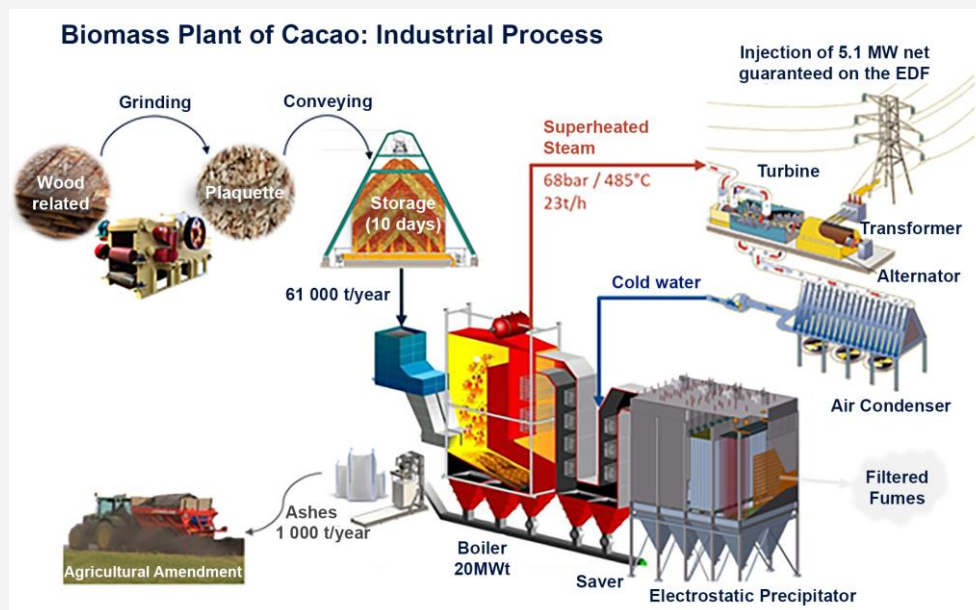 Biomass Plant of Cacao: Industrial Process
Injection of 5.1 MW net
guaranteed on the EDF
Grinding
Conveying
Wood
related
Plaquette
Storage
(10 days)
Superheated
Steam
68bar / 485°C
23t/h
Turbine
Transformer
Alternator
61 000 t/year
Cold water
Air Condenser
Filtered
Fumes
Ashes
1 000 t/year
Agricultural Amendment
Boiler
20MWt
Saver
Electrostatic Precipitator